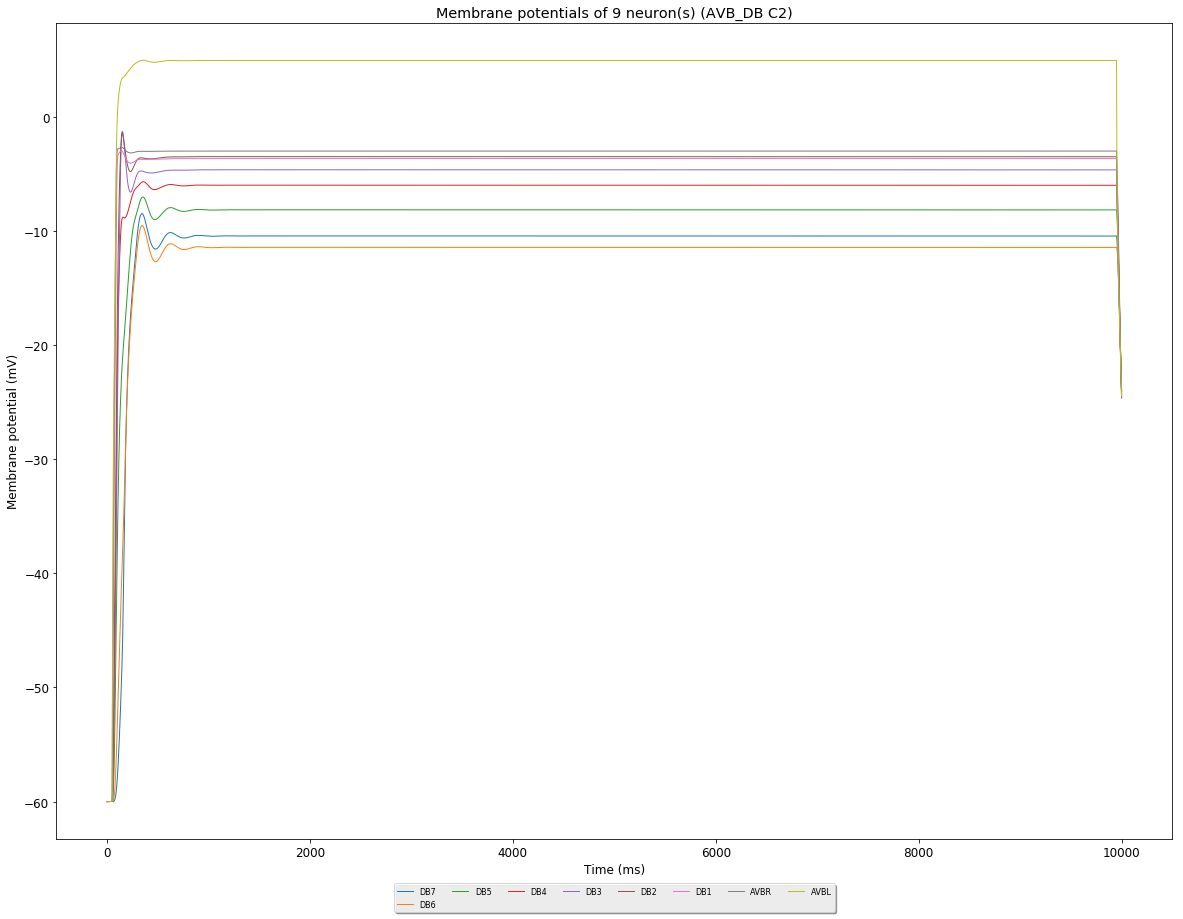 Membrane potentials of 9 neuron(s) (AVB_DB C2)
0
−10
−20
−30
−40
−50
−60
Membrane potential (mV)
0 2000 4000 6000 8000 10000
Time (ms)
DB7 DB5 DB4 DB3 DB2 DB1 AVBR AVBL
DB6